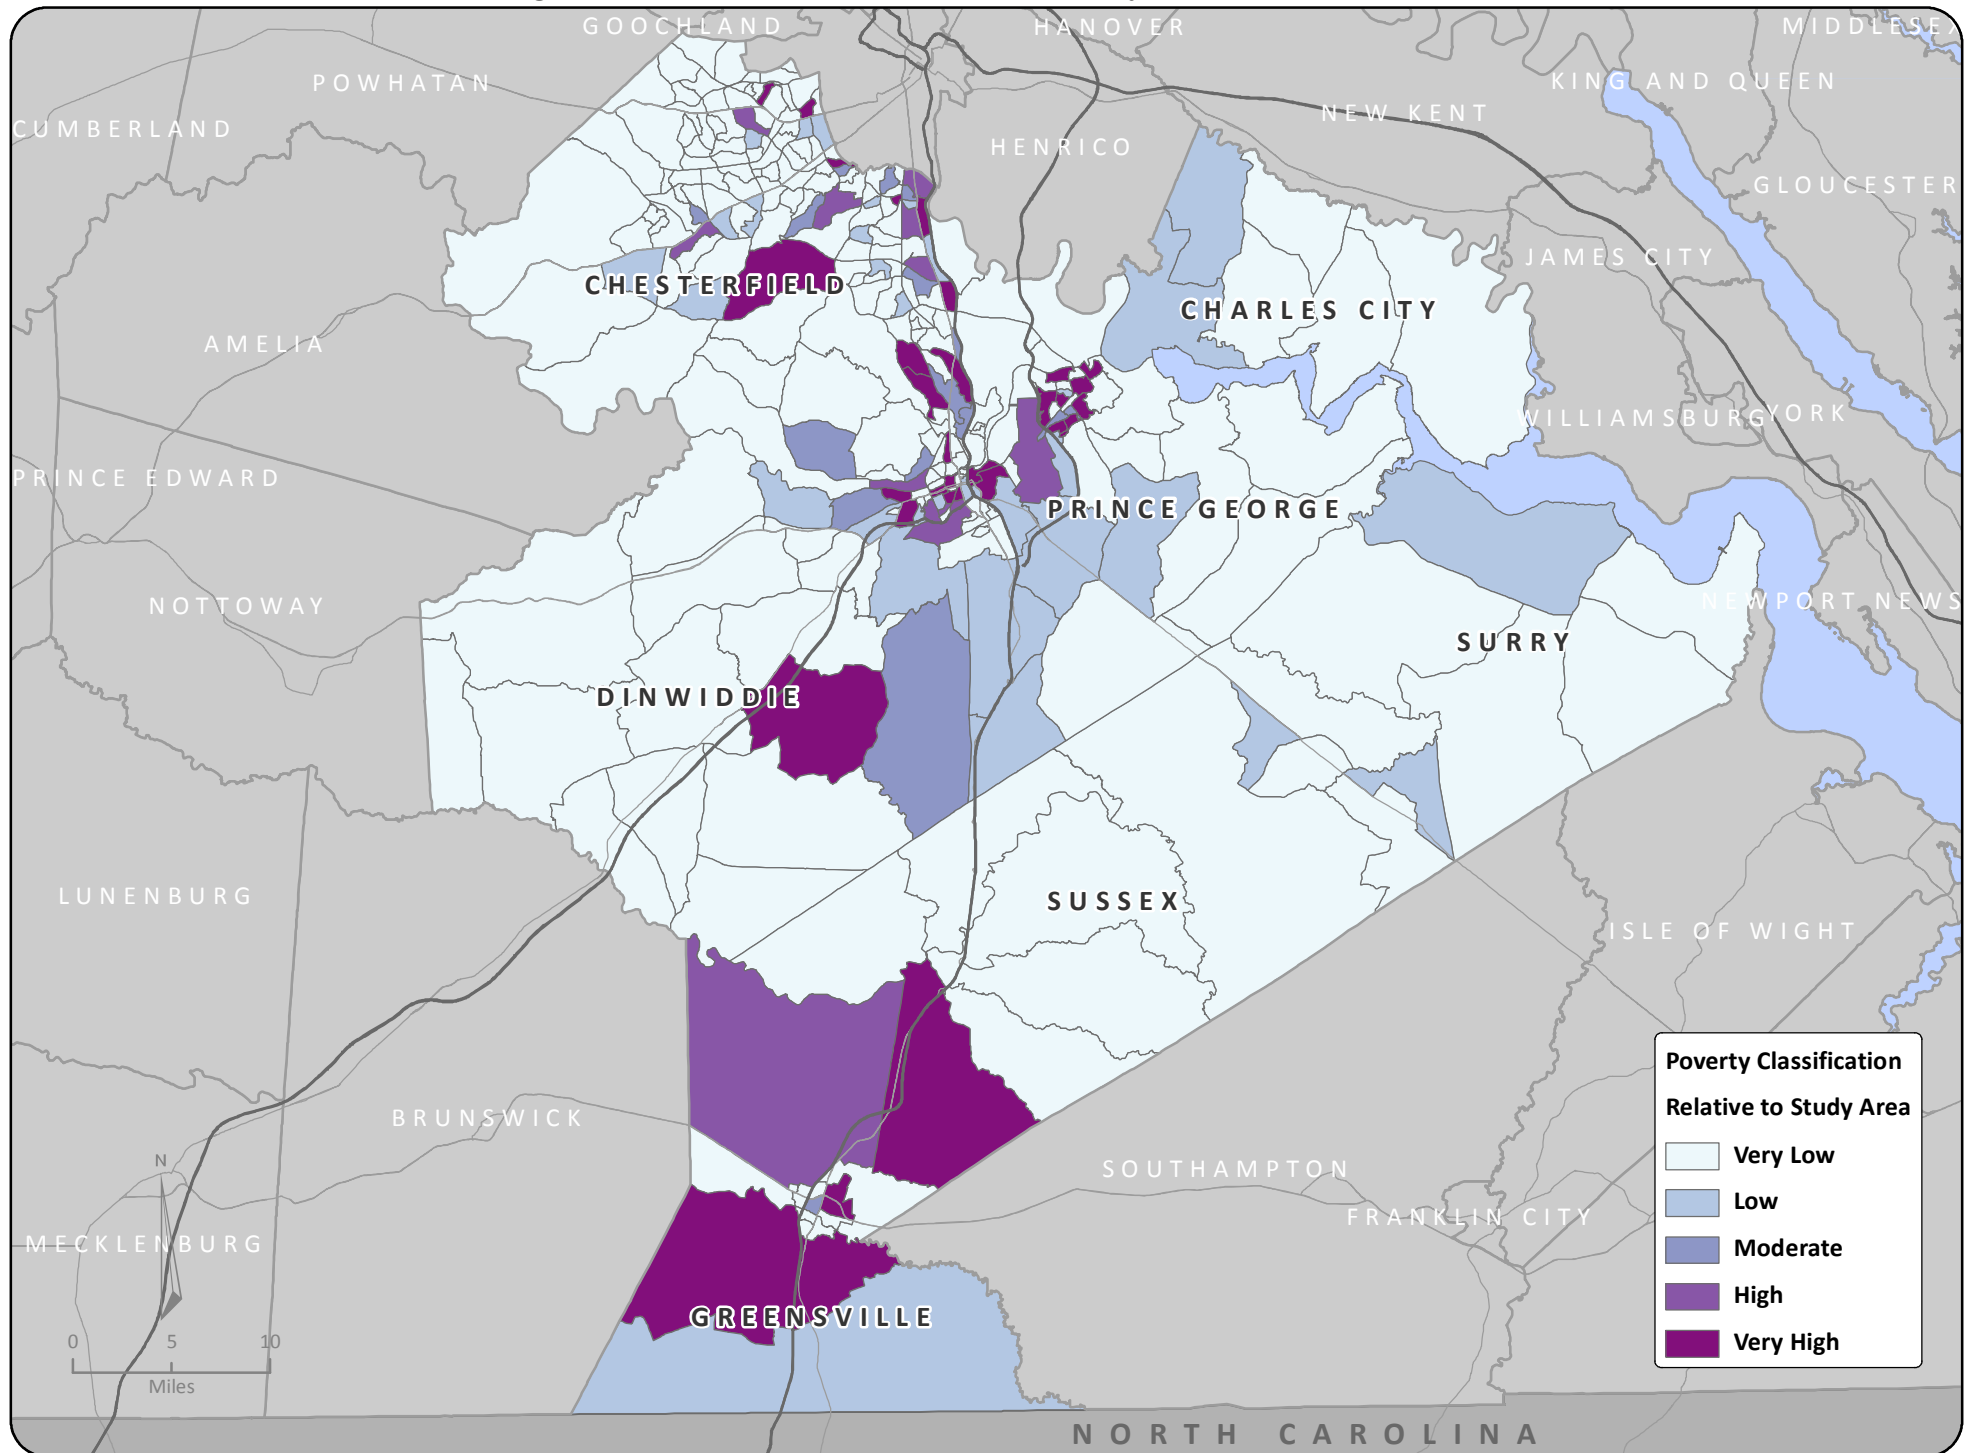 GOOCHLAND
HANOVER
MIDDLESEX
POWHATAN
KING AND QUEEN
NEW KENT
CUMBERLAND
HENRICO
GLOUCESTER
JAMES CITY
CHESTERFIELD
CHARLES CITY
AMELIA
WILLIAMSBURG
YORK
PRINCE EDWARD
PRINCE GEORGE
NOTTOWAY
NEWPORT NEWS
SURRY
DINWIDDIE
LUNENBURG
SUSSEX
ISLE OF WIGHT
BRUNSWICK
SOUTHAMPTON
FRANKLIN CITY
MECKLENBURG
GREENSVILLE
NORTH CAROLINA
N
0 5 10
Miles
Poverty Classification
Relative to Study Area
Very Low
Low
Moderate
High
Very High